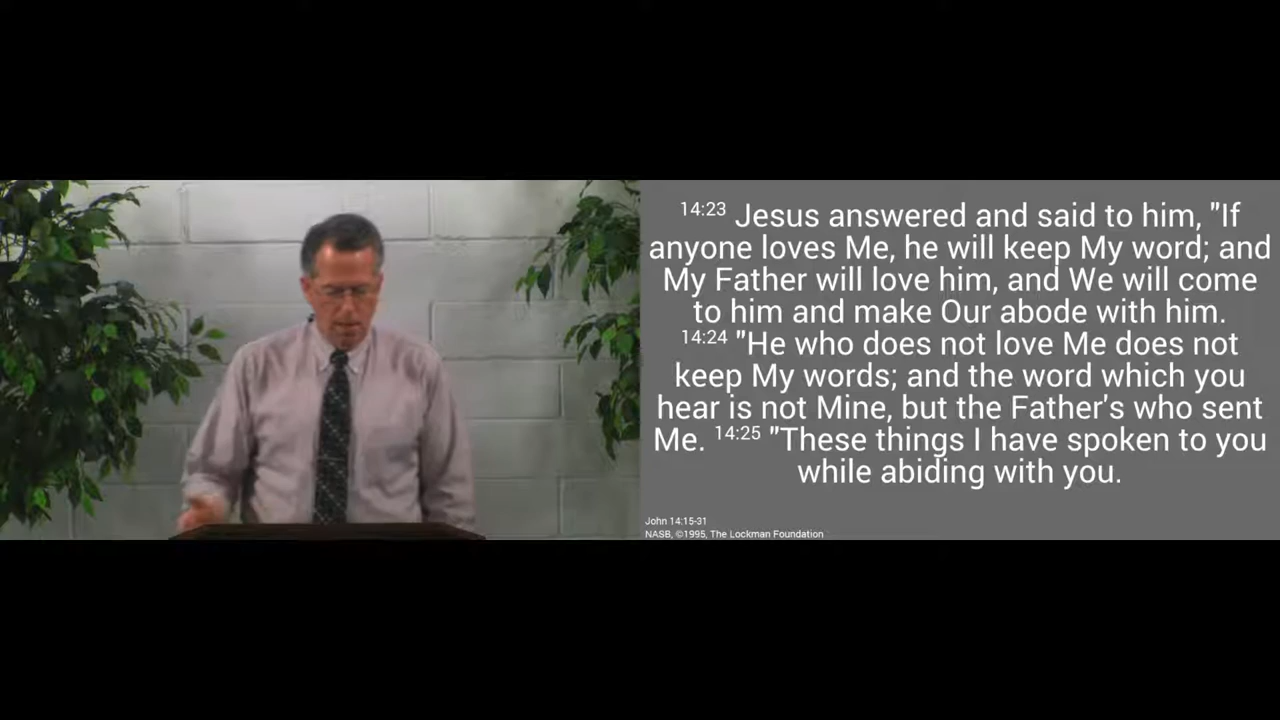 14:23 Jesus answered and said to him, "If
anyone loves Me, he will keep My word; and
My Father will love him, and We will come
to him and make Our abode with him.
14:24 "He who does not love Me does not
keep My words; and the word which you
hear is not Mine, but the Father's who sent
Me. 14:25 "These things I have spoken to you
while abiding with you.
John 14:15-31
NASB, ©1995, The Lockman Foundation